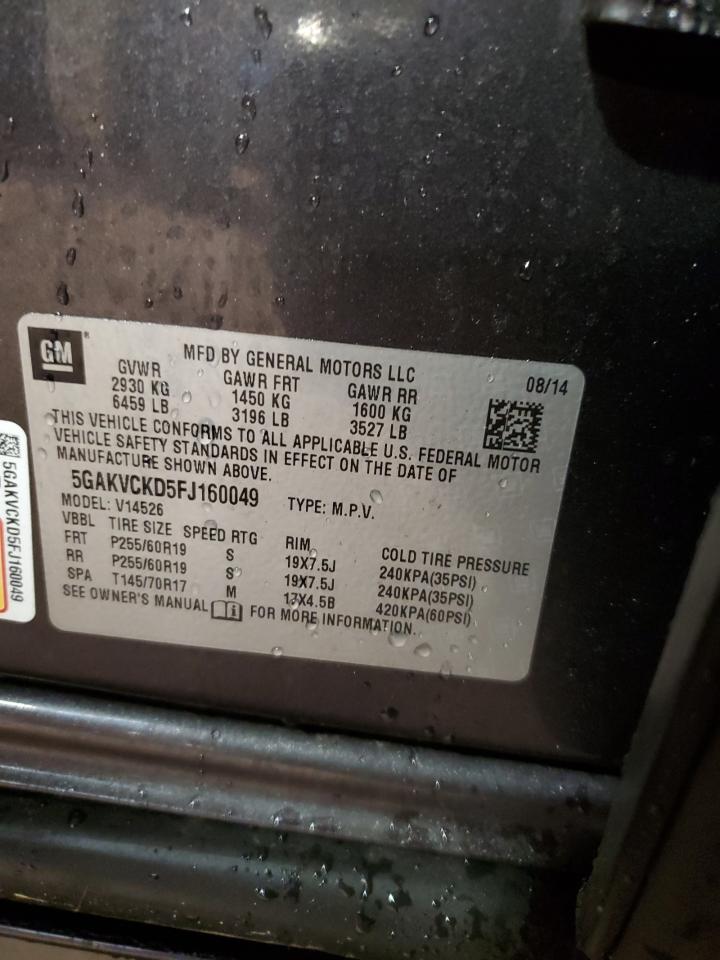 GM®
MFD BY GENERAL MOTORS LLC
08/14
GVWR GAWR FRT GAWR RR
2930 KG 1450 KG 1600 KG
6459 LB 3196 LB 3527 LB
THIS VEHICLE CONFORMS TO ALL APPLICABLE U.S. FEDERAL MOTOR
VEHICLE SAFETY STANDARDS IN EFFECT ON THE DATE OF
MANUFACTURE SHOWN ABOVE.
5GAKVCKD5FJ160049 TYPE: M.P.V.
MODEL: V14526
VBBL TIRE SIZE SPEED RTG RIM COLD TIRE PRESSURE
FRT P255/60R19 S 19X7.5J 240KPA(35PSI)
RR P255/60R19 S 19X7.5J 240KPA(35PSI)
SPA T145/70R17 M 17X4.5B 420KPA(60PSI)
SEE OWNER'S MANUAL FOR MORE INFORMATION.
5GAKVCKD5FJ160049